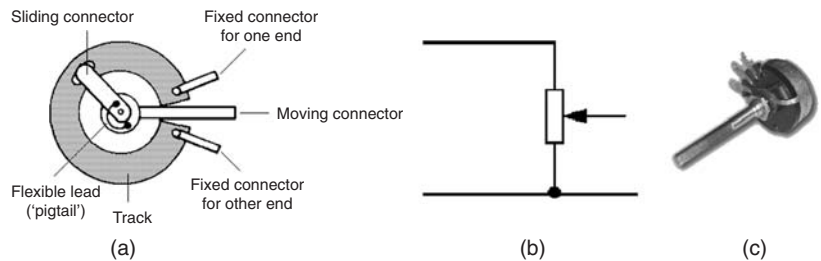 Sliding connector
Fixed connector
for one end
Moving connector
Fixed connector
for other end
Flexible lead
(‘pigtail’)
Track
(a)
(b)
(c)